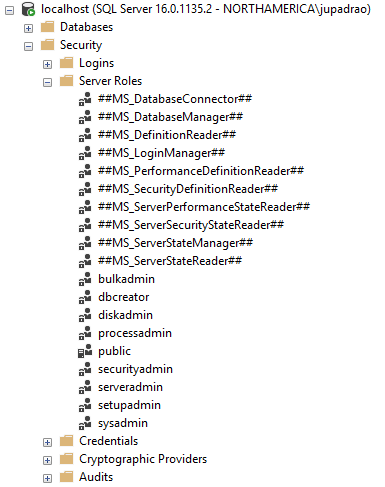 localhost (SQL Server 16.0.1135.2 - NORTHAMERICA\jupadrao)
Databases
Security
Logins
Server Roles
##MS_DatabaseConnector##
##MS_DatabaseManager##
##MS_DefinitionReader##
##MS_LoginManager##
##MS_PerformanceDefinitionReader##
##MS_SecurityDefinitionReader##
##MS_ServerPerformanceStateReader##
##MS_ServerSecurityStateReader##
##MS_ServerStateManager##
##MS_ServerStateReader##
bulkadmin
dbcreator
diskadmin
processadmin
public
securityadmin
serveradmin
setupadmin
sysadmin
Credentials
Cryptographic Providers
Audits